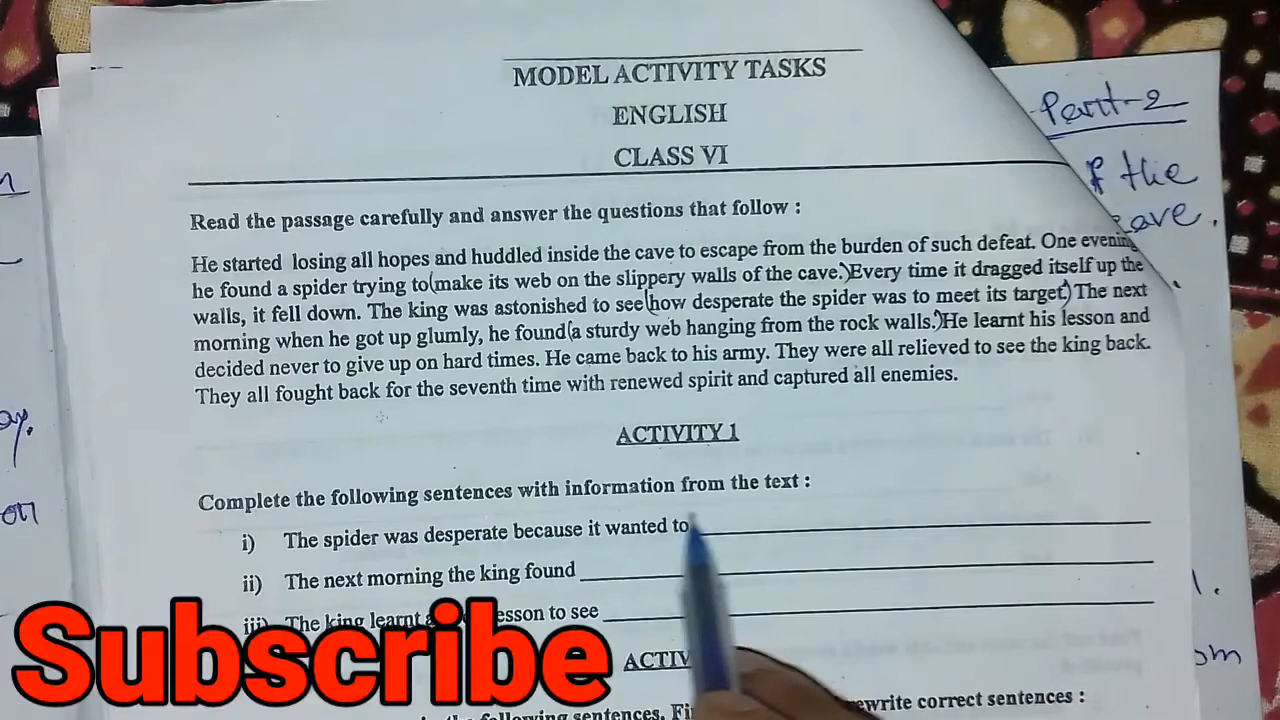 MODEL ACTIVITY TASKS
ENGLISH
CLASS VI
Part-2
f the
eave.
Read the passage carefully and answer the questions that follow :
He started losing all hopes and huddled inside the cave to escape from the burden of such defeat. One evening
he found a spider trying to (make its web on the slippery walls of the cave.) Every time it dragged itself up the
walls, it fell down. The king was astonished to see (how desperate the spider was to meet its target.) The next
morning when he got up glumly, he found (a sturdy web hanging from the rock walls.) He learnt his lesson and
decided never to give up on hard times. He came back to his army. They were all relieved to see the king back.
They all fought back for the seventh time with renewed spirit and captured all enemies.
ACTIVITY 1
Complete the following sentences with information from the text :
i) The spider was desperate because it wanted to
ii) The next morning the king found
iii) The king learnt a esson to see
ACTIV
the following sentences. Fi ewrite correct sentences :
Subscribe